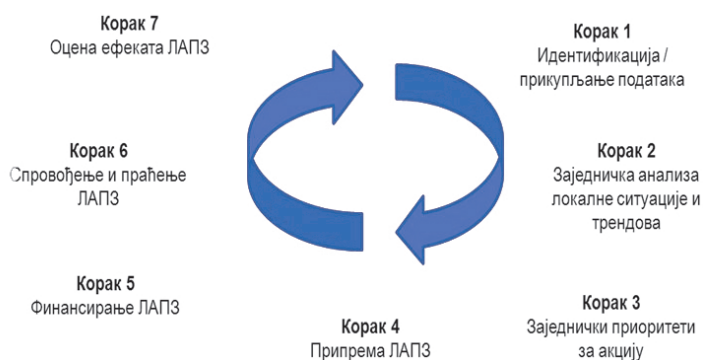 Корак 7
Оцена ефеката ЛАПЗ
Корак 1
Идентификација /
прикупљање података
Корак 6
Спровођење и праћење
ЛАПЗ
Корак 2
Заједничка анализа
локалне ситуације и
трендова
Корак 5
Финансирање ЛАПЗ
Корак 4
Припрема ЛАПЗ
Корак 3
Заједнички приоритети
за акцију